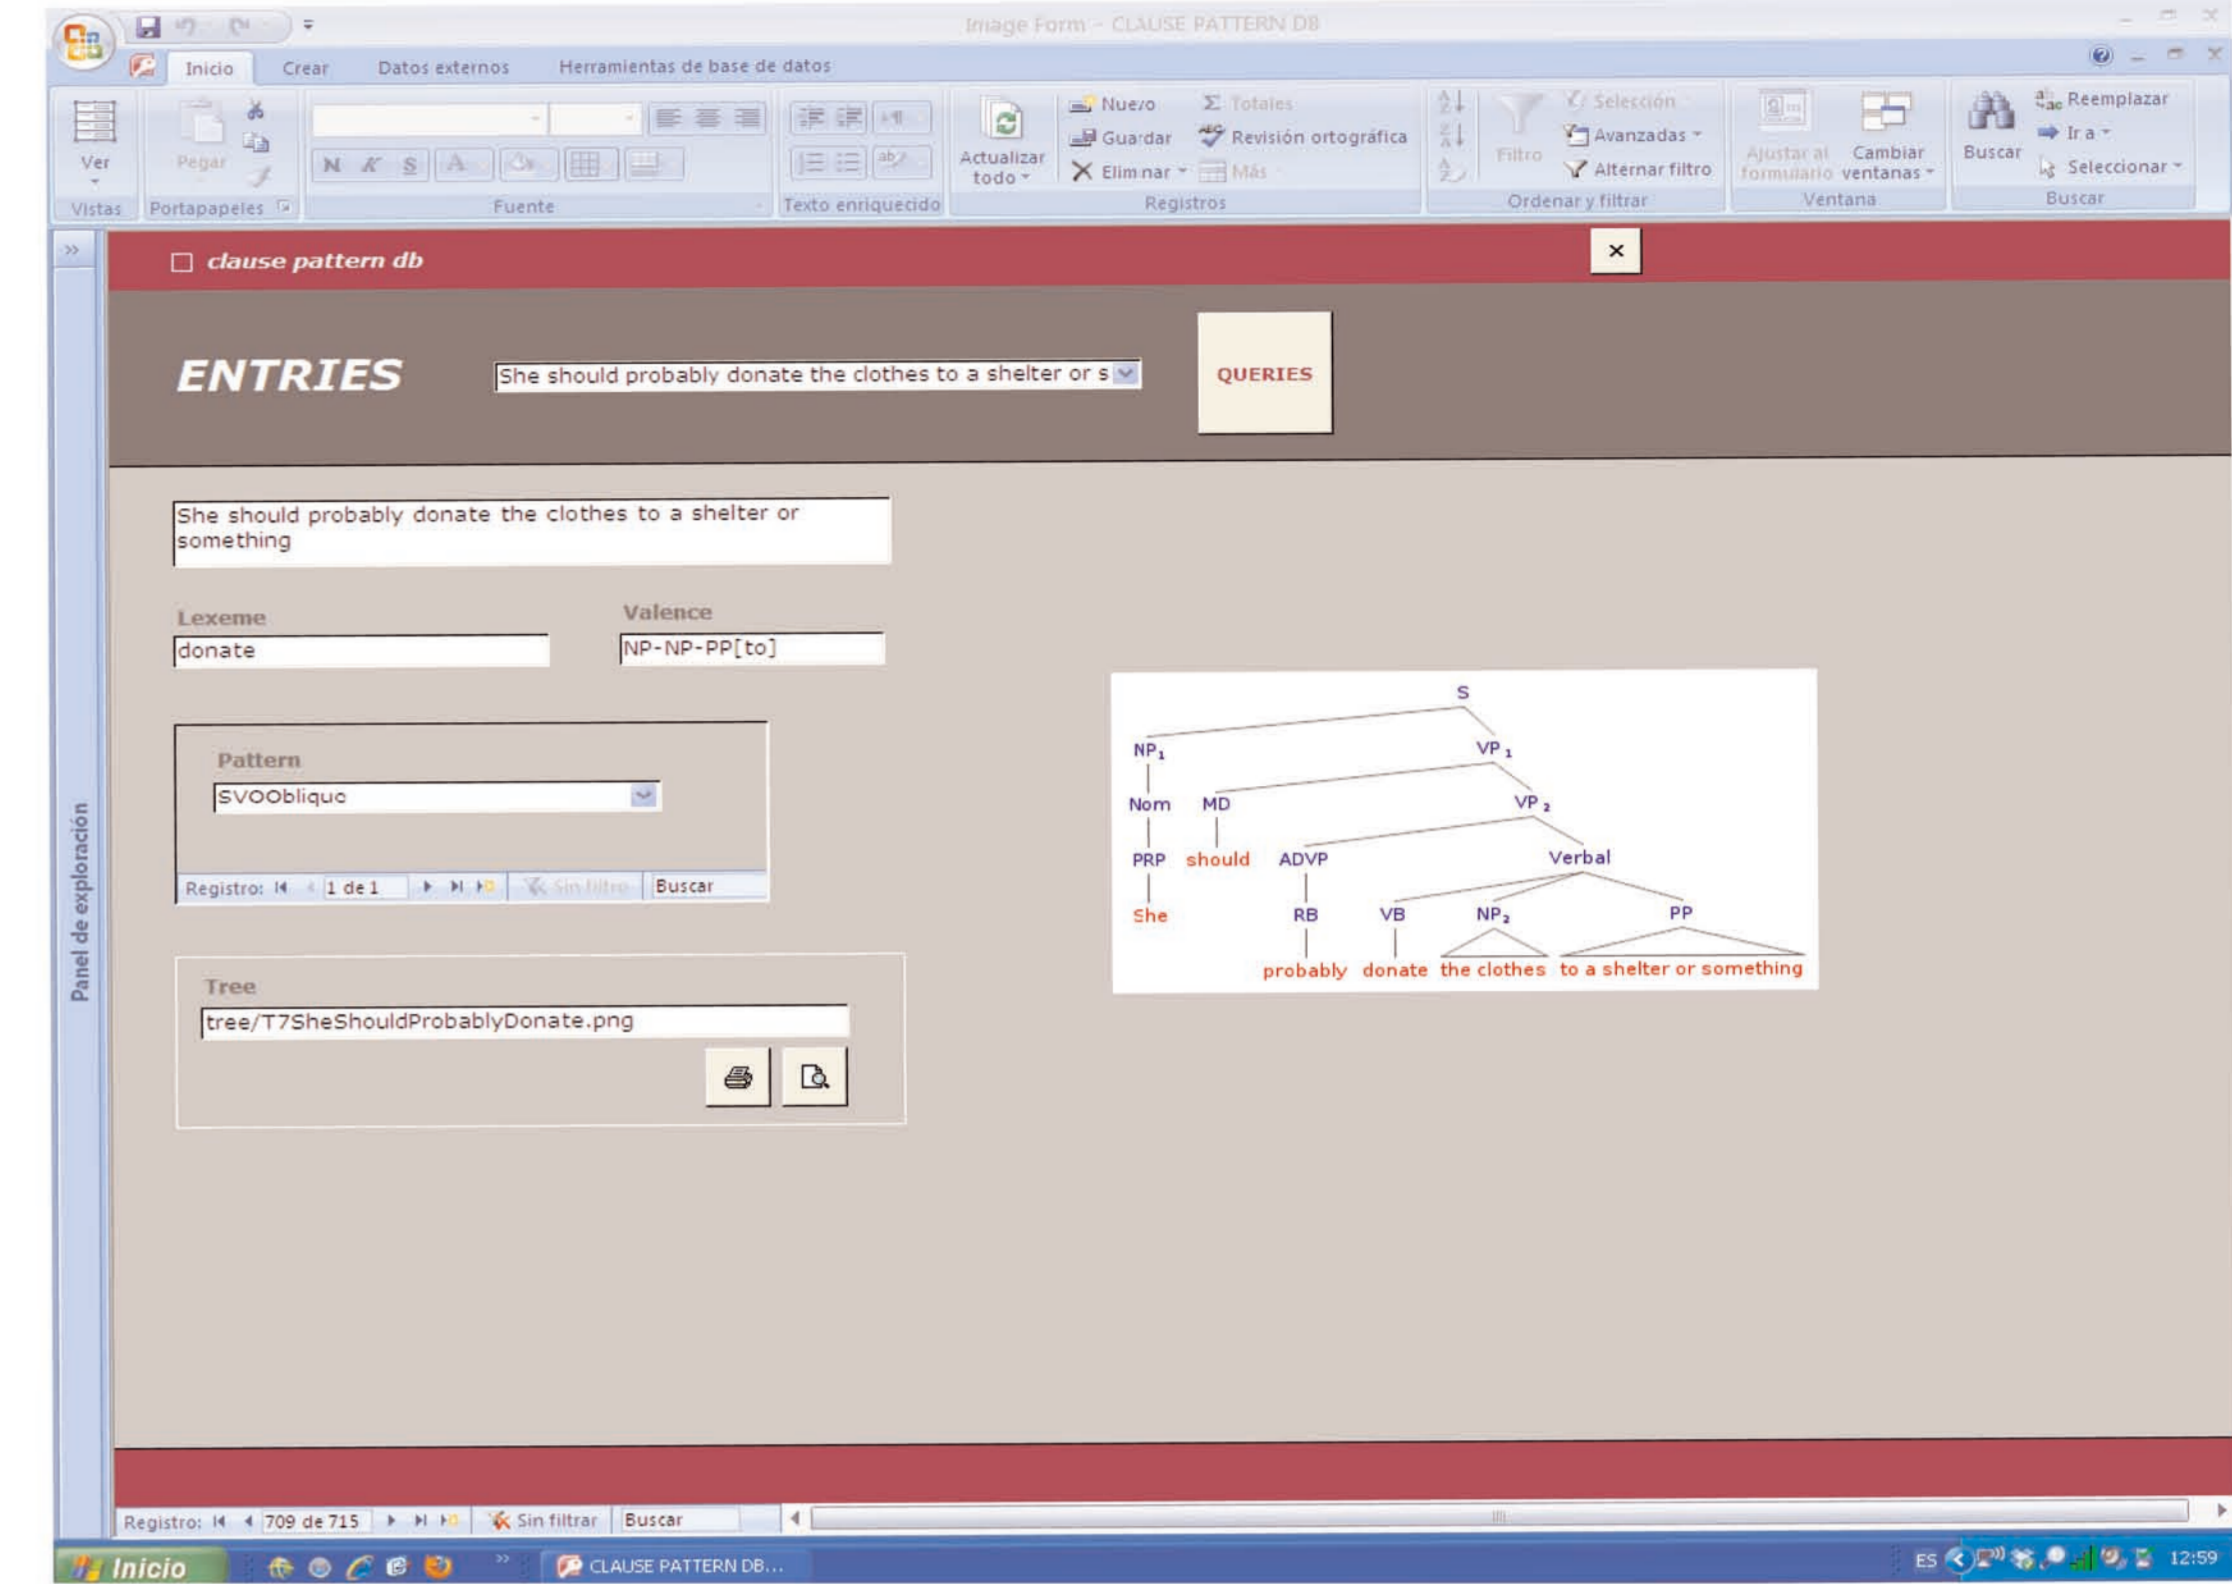 Image Form - CLAUSE PATTERN DB
Inicio Crear Datos externos Herramientas de base de datos
Ver
Pegar
N K S A
Actualizar todo
Nuevo
Guardar
Eliminar
Σ Totales
Revisión ortográfica
Más
Filtro
Selección
Avanzadas
Alternar filtro
Ajustar al formulario
Cambiar ventanas
Buscar
Reemplazar
Ir a
Seleccionar
Vistas Portapapeles Fuente Texto enriquecido Registros Ordenar y filtrar Ventana Buscar
clause pattern db
ENTRIES
She should probably donate the clothes to a shelter or s
QUERIES
She should probably donate the clothes to a shelter or
something
Lexeme Valence
donate NP-NP-PP[to]
Pattern
SVOOblique
Registro: 1 de 1 Sin filtro Buscar
Tree
tree/T7SheShouldProbablyDonate.png
S
NP1 VP1
Nom MD VP2
PRP should ADVP Verbal
She RB VB NP2 PP
probably donate the clothes to a shelter or something
Panel de exploración
Registro: 709 de 715 Sin filtrar Buscar
Inicio CLAUSE PATTERN DB... ES 12:59